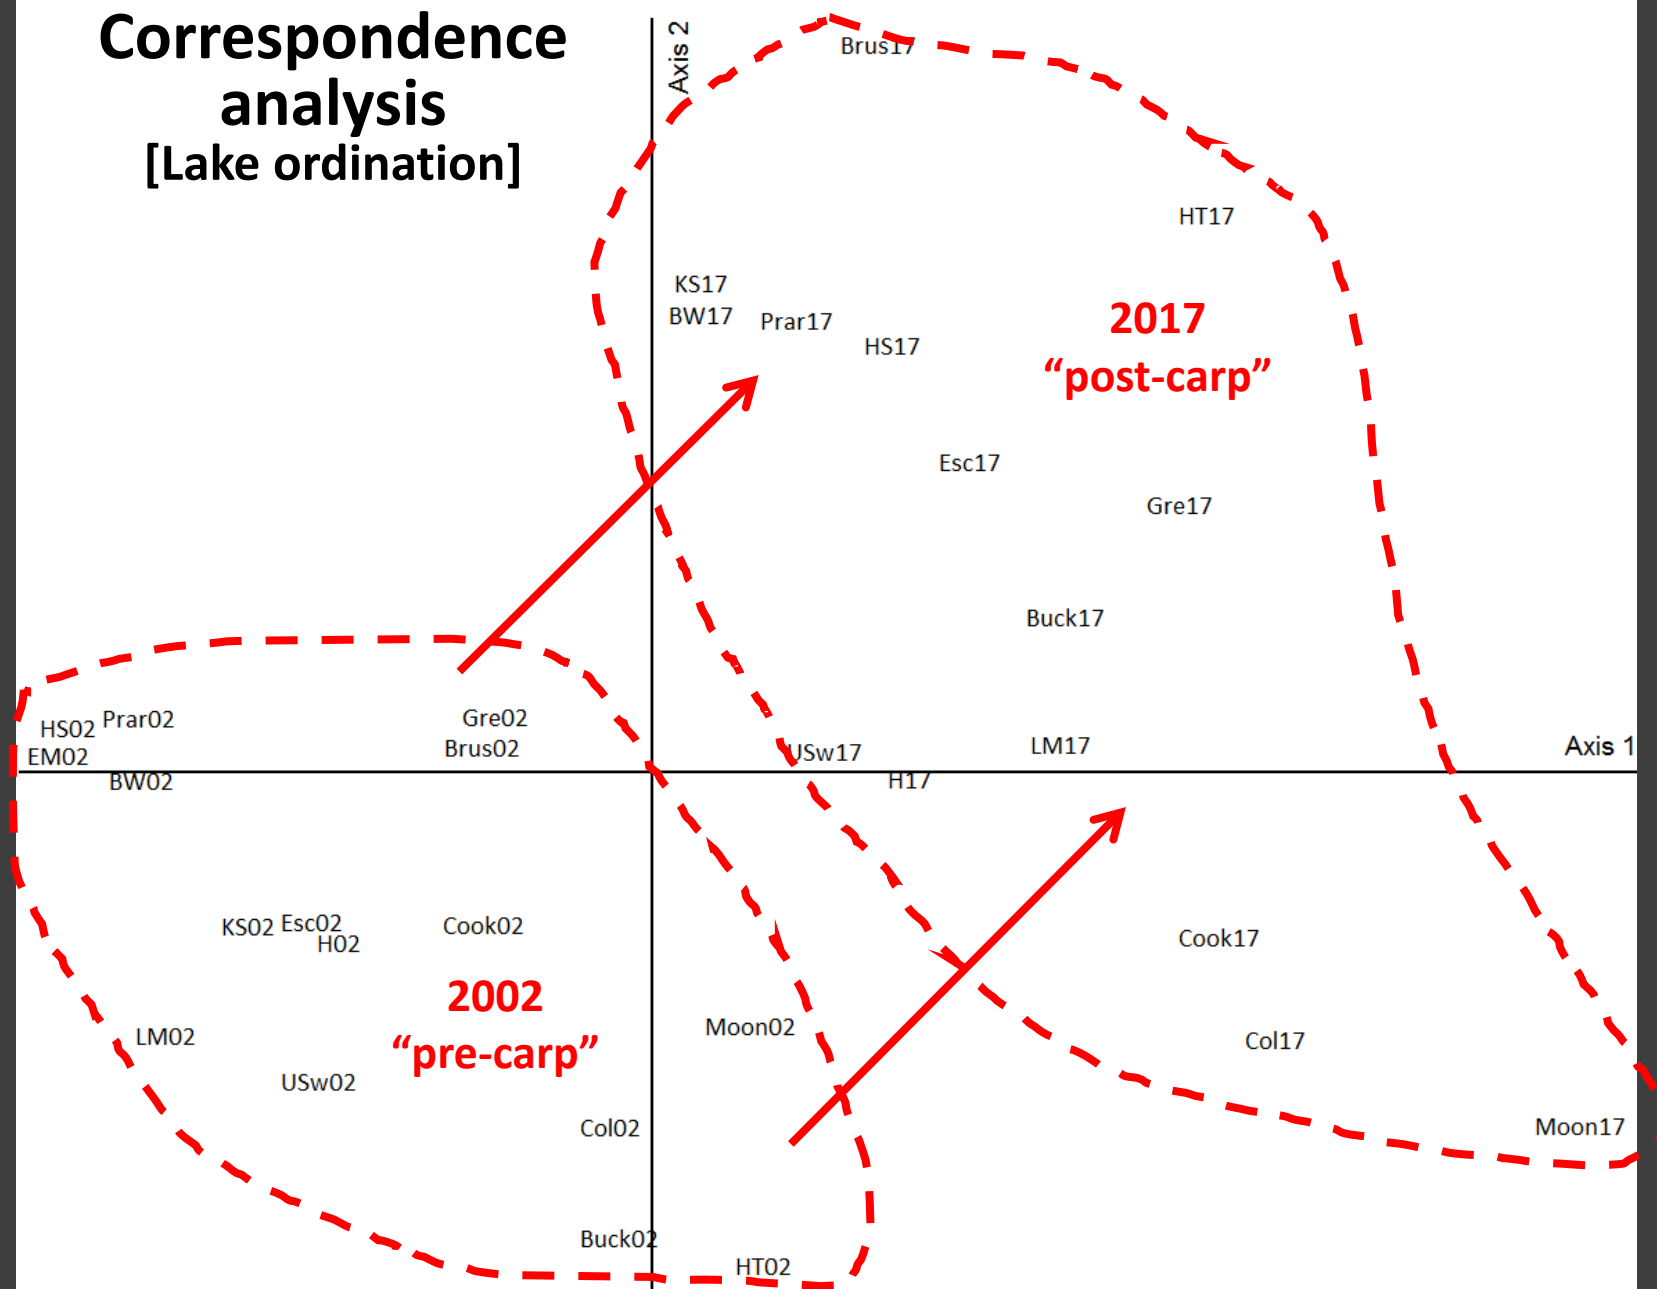 Correspondence
analysis
[Lake ordination]
Axis 2
Brus17
HT17
KS17
BW17
Prar17
HS17
2017
“post-carp”
Esc17
Gre17
Buck17
HS02
Prar02
Gre02
EM02
Brus02
USw17
LM17
Axis 1
BW02
H17
KS02
Esc02
H02
Cook02
Cook17
2002
“pre-carp”
LM02
Moon02
Col17
USw02
Col02
Moon17
Buck02
HT02